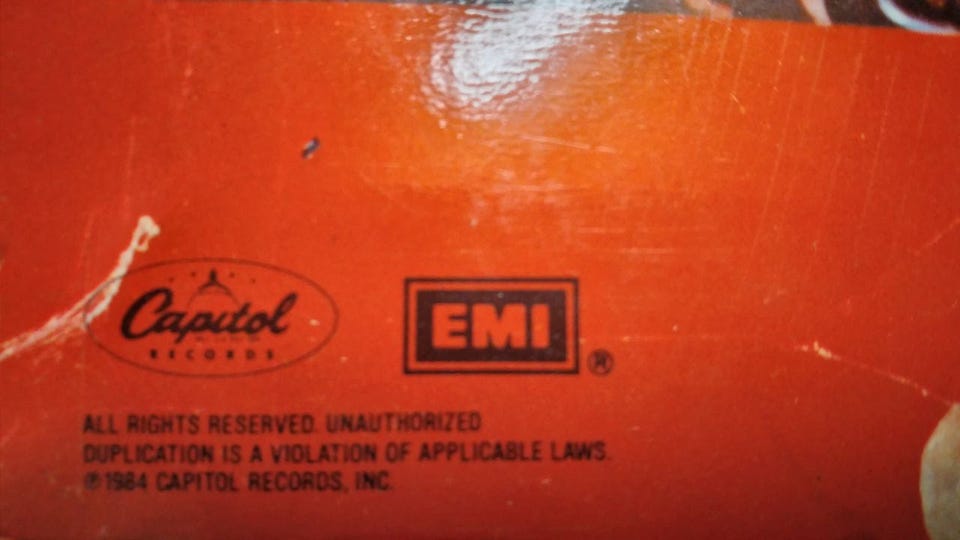 Capitol
RECORDS
EMI ®
ALL RIGHTS RESERVED. UNAUTHORIZED
DUPLICATION IS A VIOLATION OF APPLICABLE LAWS.
℗ 1984 CAPITOL RECORDS, INC.